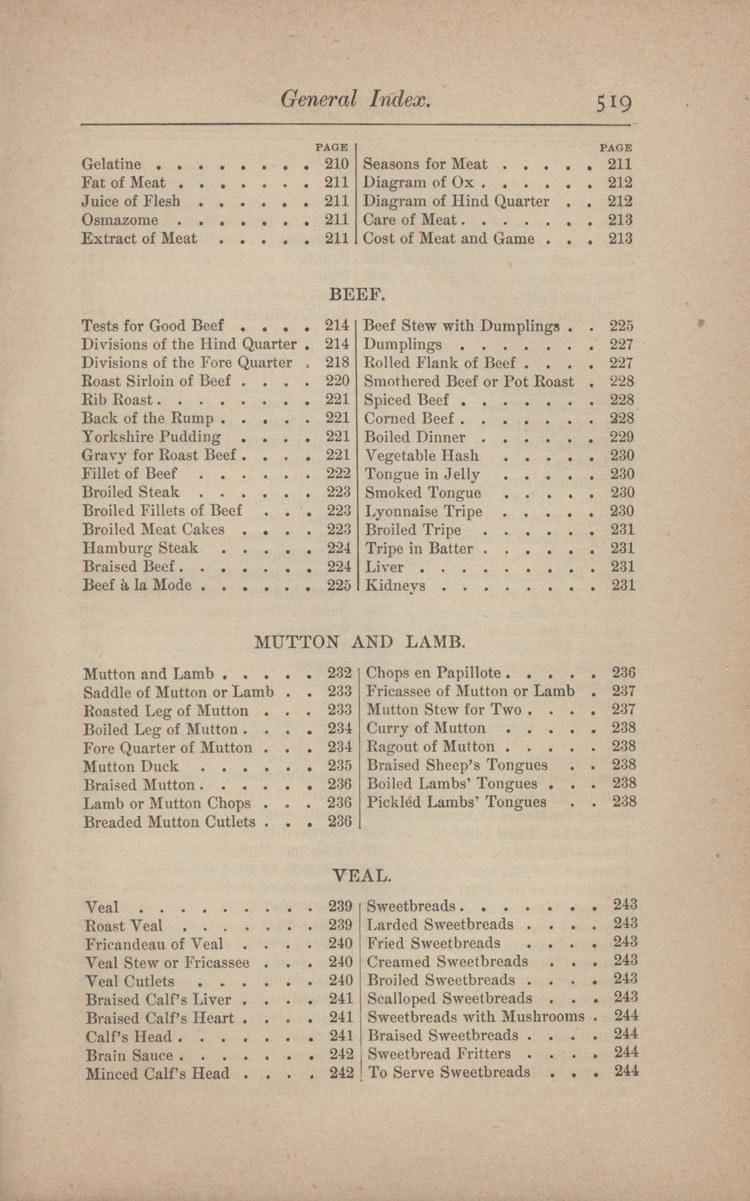 General Index. 519
PAGE
Gelatine . . . . . . . . 210
Fat of Meat . . . . . . . 211
Juice of Flesh . . . . . . 211
Osmazome . . . . . . . 211
Extract of Meat . . . . . 211
PAGE
Seasons for Meat . . . . . 211
Diagram of Ox . . . . . . 212
Diagram of Hind Quarter . . 212
Care of Meat . . . . . . . 213
Cost of Meat and Game . . . 213
BEEF.
Tests for Good Beef . . . . 214
Divisions of the Hind Quarter . 214
Divisions of the Fore Quarter . 218
Roast Sirloin of Beef . . . . 220
Rib Roast . . . . . . . . 221
Back of the Rump . . . . . 221
Yorkshire Pudding . . . . 221
Gravy for Roast Beef . . . . 221
Fillet of Beef . . . . . . 222
Broiled Steak . . . . . . 223
Broiled Fillets of Beef . . . 223
Broiled Meat Cakes . . . . 223
Hamburg Steak . . . . . 224
Braised Beef . . . . . . . 224
Beef à la Mode . . . . . . 225
Beef Stew with Dumplings . . 225
Dumplings . . . . . . . 227
Rolled Flank of Beef . . . . 227
Smothered Beef or Pot Roast . 228
Spiced Beef . . . . . . . 228
Corned Beef . . . . . . . 228
Boiled Dinner . . . . . . 229
Vegetable Hash . . . . . 230
Tongue in Jelly . . . . . 230
Smoked Tongue . . . . . 230
Lyonnaise Tripe . . . . . 230
Broiled Tripe . . . . . . 231
Tripe in Batter . . . . . . 231
Liver . . . . . . . . . 231
Kidneys . . . . . . . . 231
MUTTON AND LAMB.
Mutton and Lamb . . . . . 232
Saddle of Mutton or Lamb . . 233
Roasted Leg of Mutton . . . 233
Boiled Leg of Mutton . . . . 234
Fore Quarter of Mutton . . . 234
Mutton Duck . . . . . . 235
Braised Mutton . . . . . . 236
Lamb or Mutton Chops . . . 236
Breaded Mutton Cutlets . . . 236
Chops en Papillote . . . . . 236
Fricassee of Mutton or Lamb . 237
Mutton Stew for Two . . . . 237
Curry of Mutton . . . . . 238
Ragout of Mutton . . . . . 238
Braised Sheep's Tongues . . 238
Boiled Lambs' Tongues . . . 238
Pickléd Lambs' Tongues . . 238
VEAL.
Veal . . . . . . . . . 239
Roast Veal . . . . . . . 239
Fricandeau of Veal . . . . 240
Veal Stew or Fricassee . . . 240
Veal Cutlets . . . . . . 240
Braised Calf's Liver . . . . 241
Braised Calf's Heart . . . . 241
Calf's Head . . . . . . . 241
Brain Sauce . . . . . . . 242
Minced Calf's Head . . . . 242
Sweetbreads . . . . . . . 243
Larded Sweetbreads . . . . 243
Fried Sweetbreads . . . . 243
Creamed Sweetbreads . . . 243
Broiled Sweetbreads . . . . 243
Scalloped Sweetbreads . . . 243
Sweetbreads with Mushrooms . 244
Braised Sweetbreads . . . . 244
Sweetbread Fritters . . . . 244
To Serve Sweetbreads . . . 244